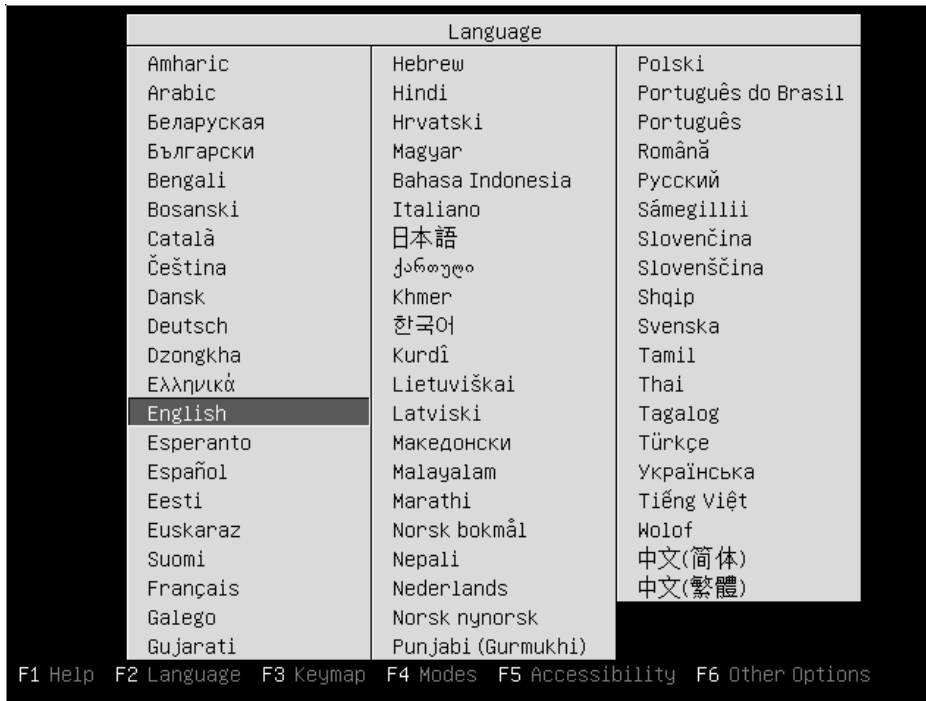 Language
Amharic
Arabic
Беларуская
Български
Bengali
Bosanski
Català
Čeština
Dansk
Deutsch
Dzongkha
Ελληνικά
English
Esperanto
Español
Eesti
Euskaraz
Suomi
Français
Galego
Gujarati
Hebrew
Hindi
Hrvatski
Magyar
Bahasa Indonesia
Italiano
日本語
ქართული
Khmer
한국어
Kurdî
Lietuviškai
Latviski
Македонски
Malayalam
Marathi
Norsk bokmål
Nepali
Nederlands
Norsk nynorsk
Punjabi (Gurmukhi)
Polski
Português do Brasil
Português
Română
Русский
Sámegillii
Slovenčina
Slovenščina
Shqip
Svenska
Tamil
Thai
Tagalog
Türkçe
Українська
Tiếng Việt
Wolof
中文(简体)
中文(繁體)
F1 Help F2 Language F3 Keymap F4 Modes F5 Accessibility F6 Other Options